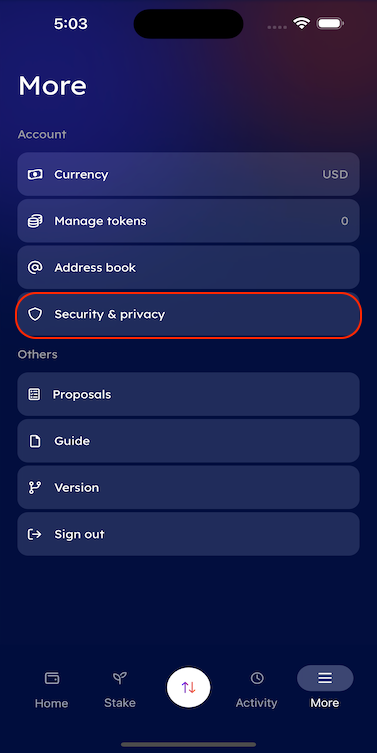 5:03
More
Account
Currency USD
Manage tokens 0
Address book
Security & privacy
Others
Proposals
Guide
Version
Sign out
Home Stake Activity More